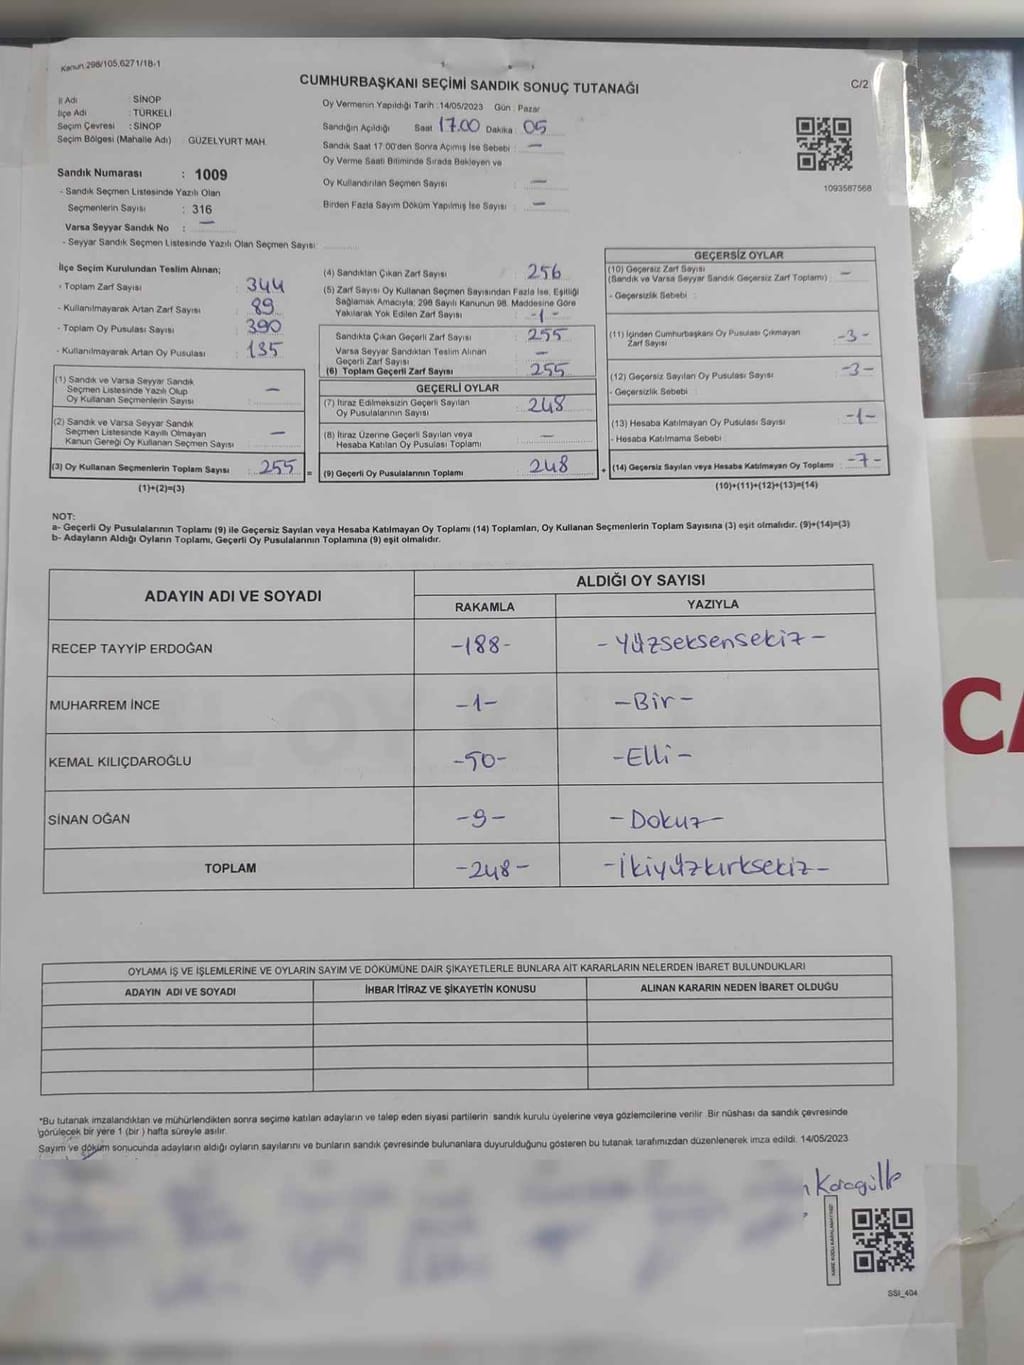 Kanun 298/105,6271/18-1
CUMHURBAŞKANI SEÇİMİ SANDIK SONUÇ TUTANAĞI
C/2
İl Adı : SİNOP
İlçe Adı : TÜRKELİ
Seçim Çevresi : SİNOP
Seçim Bölgesi (Mahalle Adı) GÜZELYURT MAH.
Sandık Numarası : 1009
- Sandık Seçmen Listesinde Yazılı Olan
Seçmenlerin Sayısı : 316
Varsa Seyyar Sandık No : —
- Seyyar Sandık Seçmen Listesinde Yazılı Olan Seçmen Sayısı:
Oy Vermenin Yapıldığı Tarih :14/05/2023 Gün : Pazar
Sandığın Açıldığı Saat 17.00 Dakika : 05
Sandık Saat 17 00'den Sonra Açımış İse Sebebi : —
Oy Verme Saati Bitiminde Sırada Bekleyen ve
Oy Kullandırılan Seçmen Sayısı : —
Birden Fazla Sayım Döküm Yapılmış İse Sayısı : —
1093587568
İlçe Seçim Kurulundan Teslim Alınan;
- Toplam Zarf Sayısı : 344
- Kullanılmayarak Artan Zarf Sayısı : 89
- Toplam Oy Pusulası Sayısı : 390
- Kullanılmayarak Artan Oy Pusulası : 135
(1) Sandık ve Varsa Seyyar Sandık
Seçmen Listesinde Yazılı Olup
Oy Kullanan Seçmenlerin Sayısı : —
(2) Sandık ve Varsa Seyyar Sandık
Seçmen Listesinde Kayıtlı Olmayan
Kanun Gereği Oy Kullanan Seçmen Sayısı : —
(3) Oy Kullanan Seçmenlerin Toplam Sayısı : 255 =
(1)+(2)=(3)
(4) Sandıktan Çıkan Zarf Sayısı : 256
(5) Zarf Sayısı Oy Kullanan Seçmen Sayısından Fazla İse, Eşitliği
Sağlamak Amacıyla; 298 Sayılı Kanunun 98. Maddesine Göre
Yakılarak Yok Edilen Zarf Sayısı : -1-
Sandıkta Çıkan Geçerli Zarf Sayısı : 255
Varsa Seyyar Sandıktan Teslim Alınan
Geçerli Zarf Sayısı : —
(6) Toplam Geçerli Zarf Sayısı : 255
GEÇERLİ OYLAR
(7) İtiraz Edilmeksizin Geçerli Sayılan
Oy Pusulalarının Sayısı : 248
(8) İtiraz Üzerine Geçerli Sayılan veya
Hesaba Katılan Oy Pusulası Toplamı : —
(9) Geçerli Oy Pusulalarının Toplamı : 248 +
GEÇERSİZ OYLAR
(10) Geçersiz Zarf Sayısı
(Sandık ve Varsa Seyyar Sandık Geçersiz Zarf Toplamı) : —
- Geçersizlik Sebebi :
(11) İçinden Cumhurbaşkanı Oy Pusulası Çıkmayan
Zarf Sayısı : -3-
(12) Geçersiz Sayılan Oy Pusulası Sayısı : -3-
- Geçersizlik Sebebi :
(13) Hesaba Katılmayan Oy Pusulası Sayısı : -1-
- Hesaba Katılmama Sebebi :
(14) Geçersiz Sayılan veya Hesaba Katılmayan Oy Toplamı : -7-
(10)+(11)+(12)+(13)=(14)
NOT:
a- Geçerli Oy Pusulalarının Toplamı (9) ile Geçersiz Sayılan veya Hesaba Katılmayan Oy Toplamı (14) Toplamları, Oy Kullanan Seçmenlerin Toplam Sayısına (3) eşit olmalıdır. (9)+(14)=(3)
b- Adayların Aldığı Oyların Toplamı, Geçerli Oy Pusulalarının Toplamına (9) eşit olmalıdır.
ADAYIN ADI VE SOYADI
ALDIĞI OY SAYISI
RAKAMLA YAZIYLA
RECEP TAYYİP ERDOĞAN -188- - Yüzseksensekiz -
MUHARREM İNCE -1- -Bir-
KEMAL KILIÇDAROĞLU -50- -Elli-
SİNAN OĞAN -9- -Dokuz-
TOPLAM -248- -İkiyüzkırksekiz-
OYLAMA İŞ VE İŞLEMLERİNE VE OYLARIN SAYIM VE DÖKÜMÜNE DAİR ŞİKAYETLERLE BUNLARA AİT KARARLARIN NELERDEN İBARET BULUNDUKLARI
ADAYIN ADI VE SOYADI İHBAR İTİRAZ VE ŞİKAYETİN KONUSU ALINAN KARARIN NEDEN İBARET OLDUĞU
*Bu tutanak imzalandıktan ve mühürlendikten sonra seçime katılan adayların ve talep eden siyasi partilerin sandık kurulu üyelerine veya gözlemcilerine verilir. Bir nüshası da sandık çevresinde
görülecek bir yere 1 (bir ) hafta süreyle asılır.
Sayım ve döküm sonucunda adayların aldığı oyların sayılarını ve bunların sandık çevresinde bulunanlara duyurulduğunu gösteren bu tutanak tarafımızdan düzenlenerek imza edildi. 14/05/2023
Karagülle
SSI_404
CA